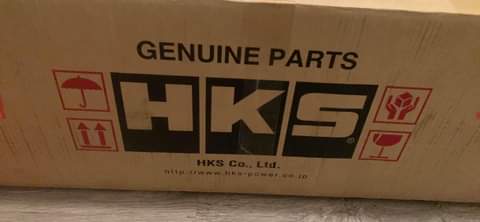 GENUINE PARTS
HKS®
HKS Co., Ltd.
http://www.hks-power.co.jp